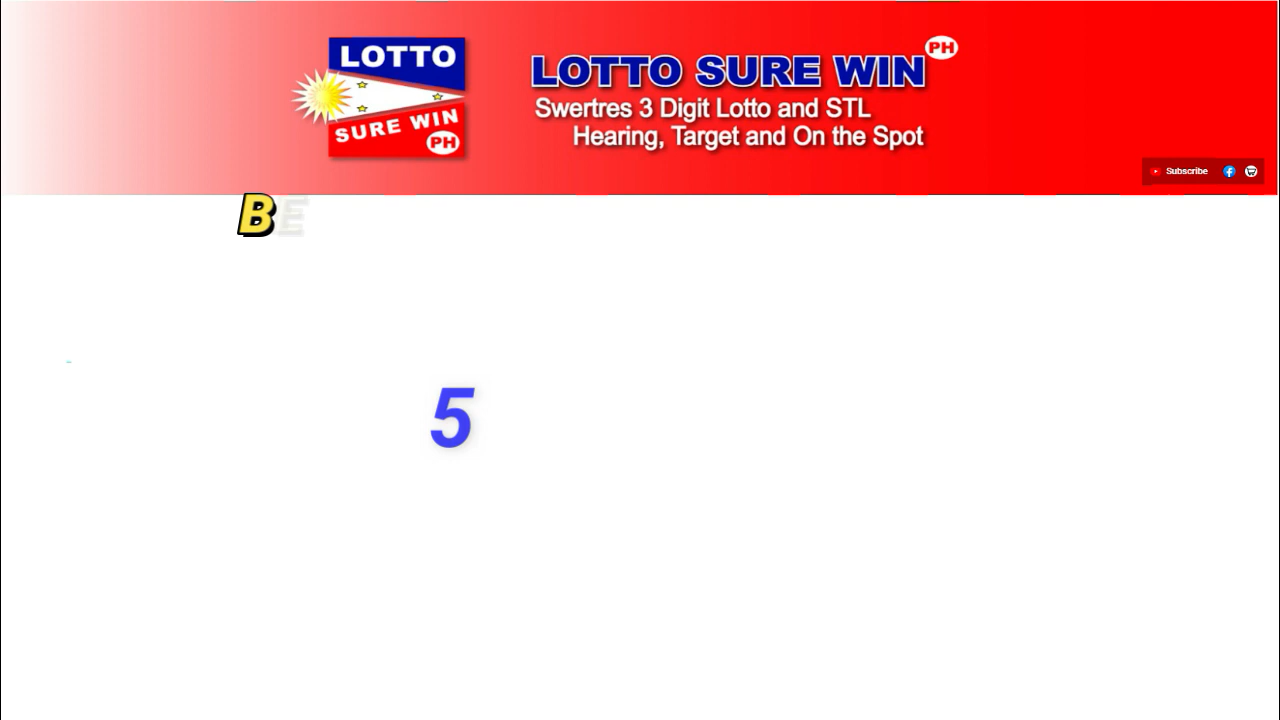 LOTTO
SURE WIN
PH
LOTTO SURE WIN PH
Swertres 3 Digit Lotto and STL
Hearing, Target and On the Spot
Subscribe
BE
5